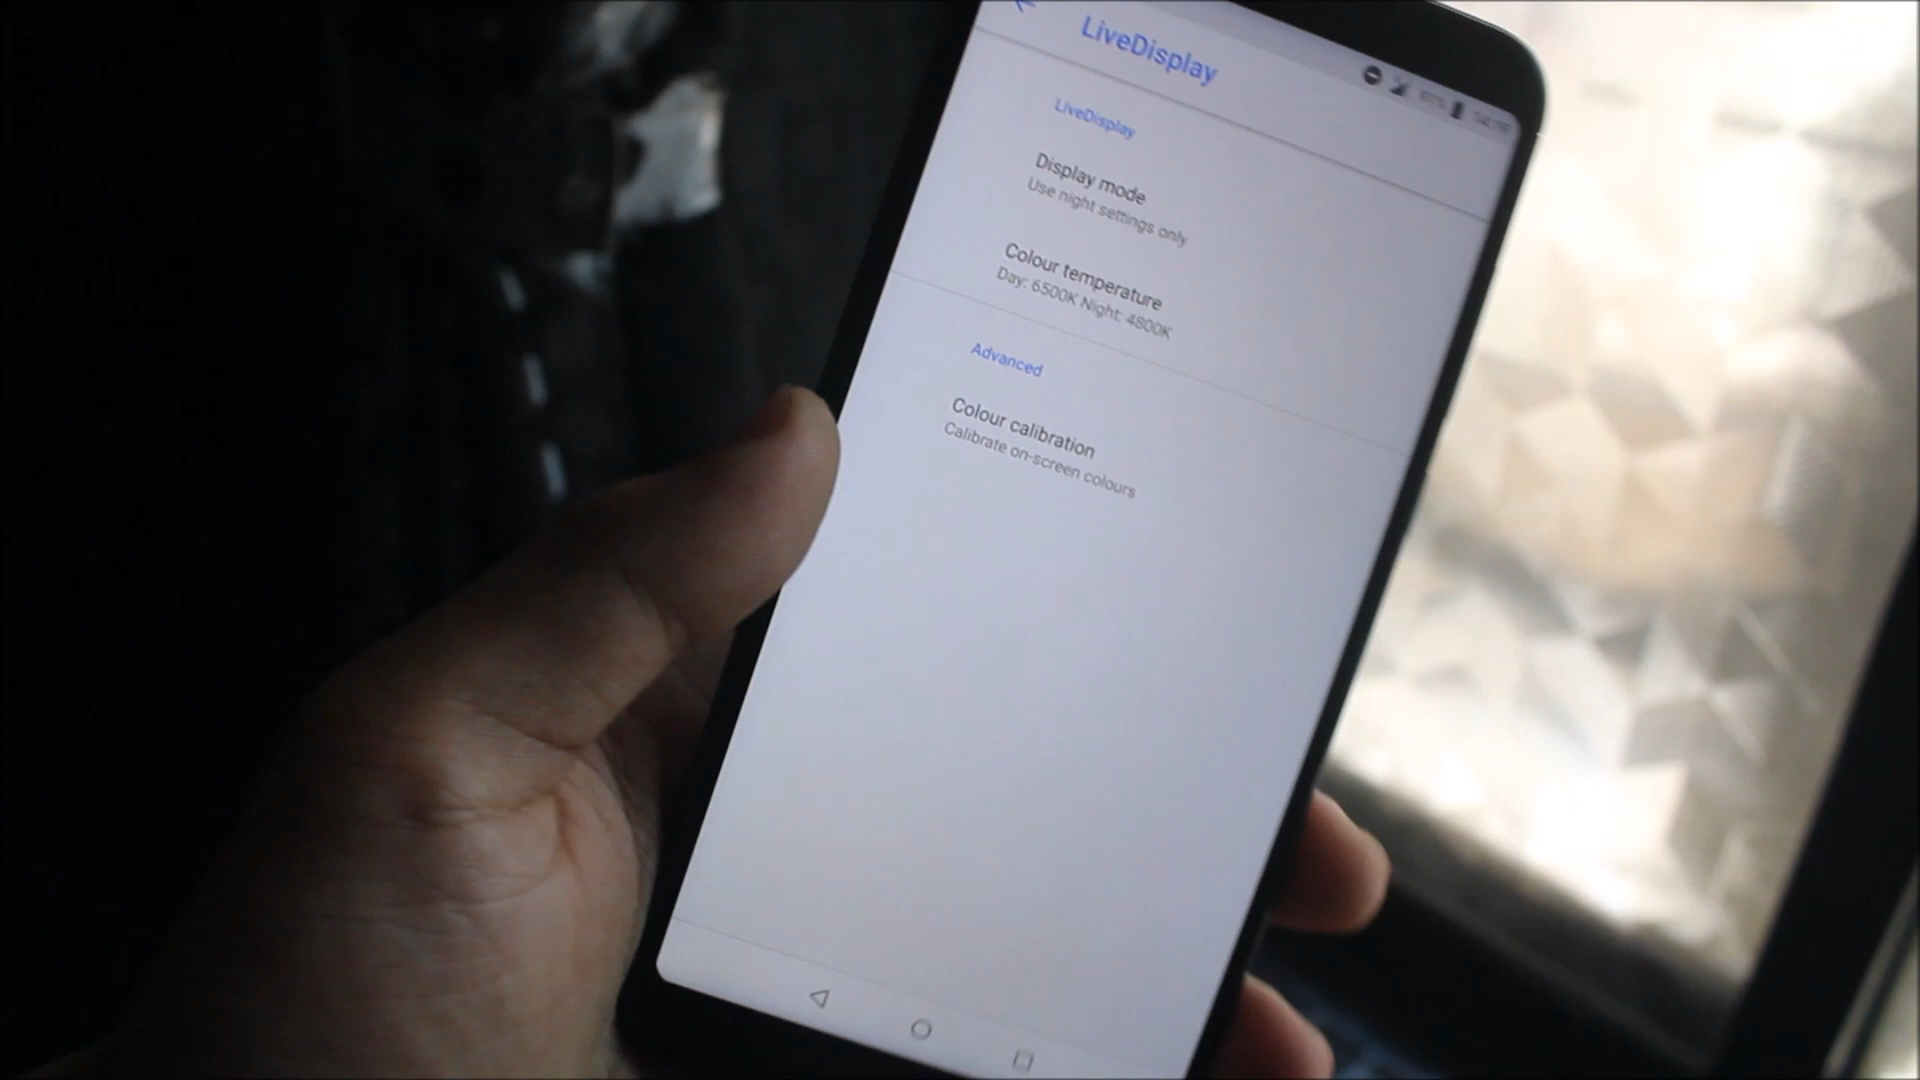 LiveDisplay
LiveDisplay
Display mode
Use night settings only
Colour temperature
Day: 6500K Night: 4800K
Advanced
Colour calibration
Calibrate on-screen colours